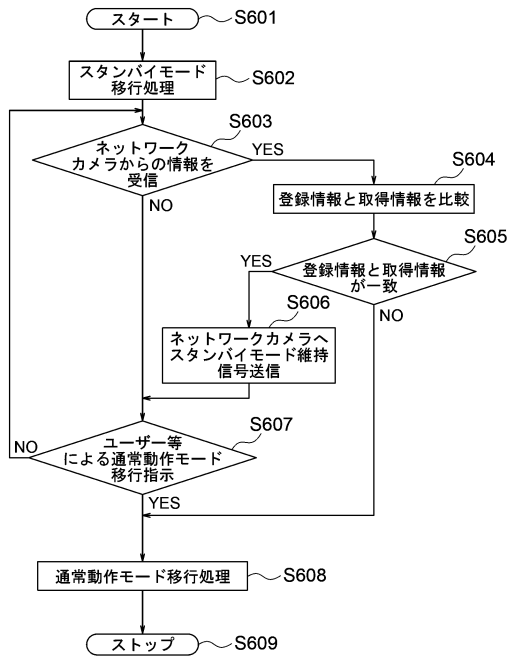 スタート
S601
スタンバイモード
移行処理
S602
S603
ネットワーク
カメラからの情報を
受信
YES
NO
S604
登録情報と取得情報を比較
S605
登録情報と取得情報
が一致
YES
NO
S606
ネットワークカメラへ
スタンバイモード維持
信号送信
S607
ユーザー等
による通常動作モード
移行指示
NO
YES
通常動作モード移行処理
S608
ストップ
S609